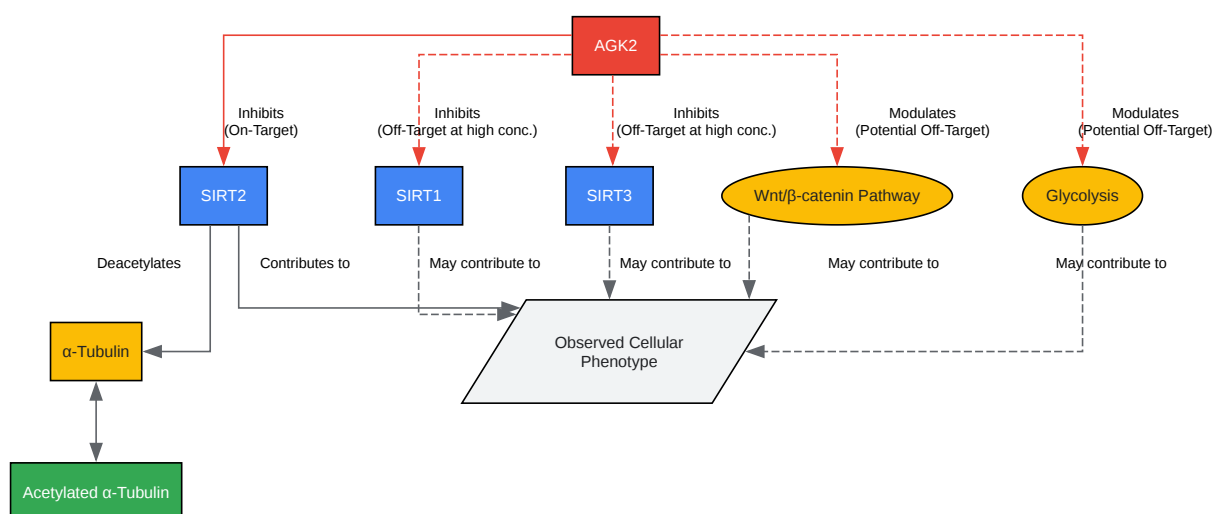 AGK2
Inhibits
(On-Target)
Inhibits
(Off-Target at high conc.)
Inhibits
(Off-Target at high conc.)
Modulates
(Potential Off-Target)
Modulates
(Potential Off-Target)
SIRT2
SIRT1
SIRT3
Wnt/β-catenin Pathway
Glycolysis
Deacetylates
Contributes to
May contribute to
May contribute to
May contribute to
May contribute to
α-Tubulin
Observed Cellular
Phenotype
Acetylated α-Tubulin